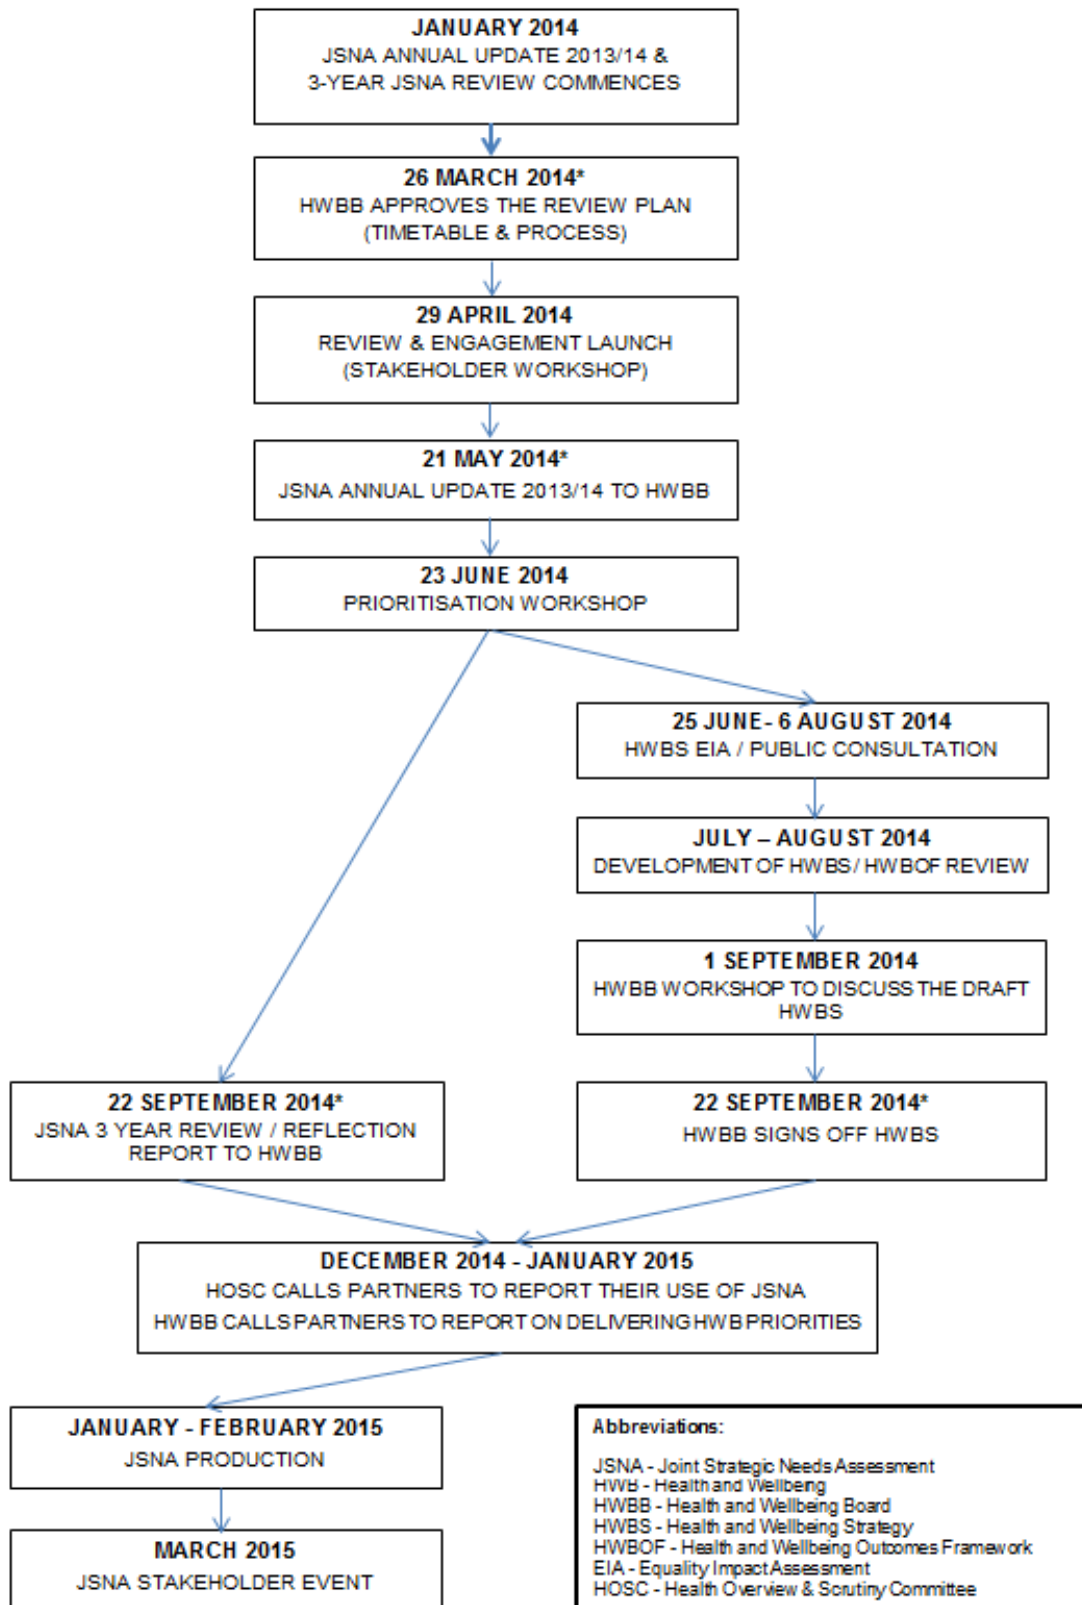 JANUARY 2014
JSNA ANNUAL UPDATE 2013/14 &
3-YEAR JSNA REVIEW COMMENCES
26 MARCH 2014*
HWBB APPROVES THE REVIEW PLAN
(TIMETABLE & PROCESS)
29 APRIL 2014
REVIEW & ENGAGEMENT LAUNCH
(STAKEHOLDER WORKSHOP)
21 MAY 2014*
JSNA ANNUAL UPDATE 2013/14 TO HWBB
23 JUNE 2014
PRIORITISATION WORKSHOP
25 JUNE- 6 AUGUST 2014
HWBS EIA / PUBLIC CONSULTATION
JULY – AUGUST 2014
DEVELOPMENT OF HWBS/ HWBOF REVIEW
1 SEPTEMBER 2014
HWBB WORKSHOP TO DISCUSS THE DRAFT
HWBS
22 SEPTEMBER 2014*
JSNA 3 YEAR REVIEW / REFLECTION
REPORT TO HWBB
22 SEPTEMBER 2014*
HWBB SIGNS OFF HWBS
DECEMBER 2014 - JANUARY 2015
HOSC CALLS PARTNERS TO REPORT THEIR USE OF JSNA
HWBB CALLS PARTNERS TO REPORT ON DELIVERING HWB PRIORITIES
JANUARY - FEBRUARY 2015
JSNA PRODUCTION
MARCH 2015
JSNA STAKEHOLDER EVENT
Abbreviations:
JSNA - Joint Strategic Needs Assessment
HWB - Health and Wellbeing
HWBB - Health and Wellbeing Board
HWBS - Health and Wellbeing Strategy
HWBOF - Health and Wellbeing Outcomes Framework
EIA - Equality Impact Assessment
HOSC - Health Overview & Scrutiny Committee